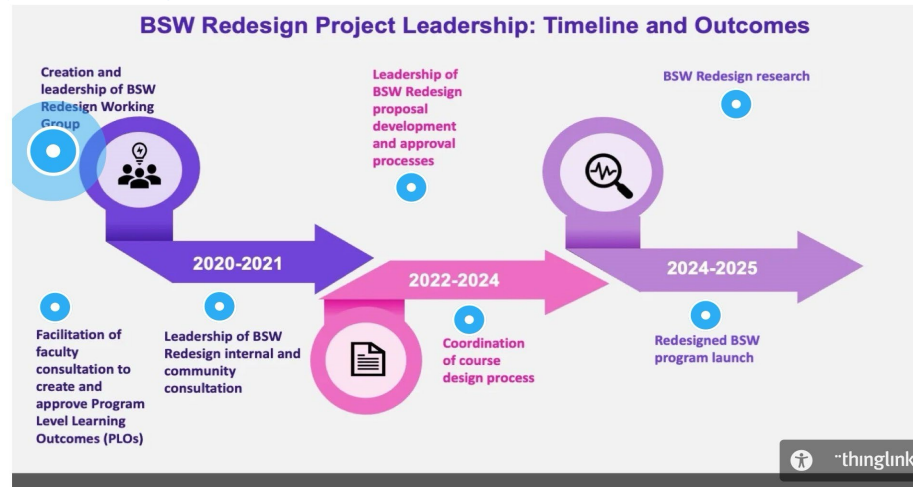 BSW Redesign Project Leadership: Timeline and Outcomes
Creation and
leadership of BSW
Redesign Working
Group
Leadership of
BSW Redesign
proposal
development
and approval
processes
BSW Redesign research
2020-2021
2022-2024
2024-2025
Facilitation of
faculty
consultation to
create and
approve Program
Level Learning
Outcomes (PLOs)
Leadership of BSW
Redesign internal and
community
consultation
Coordination
of course
design process
Redesigned BSW
program launch
¨thınglınk